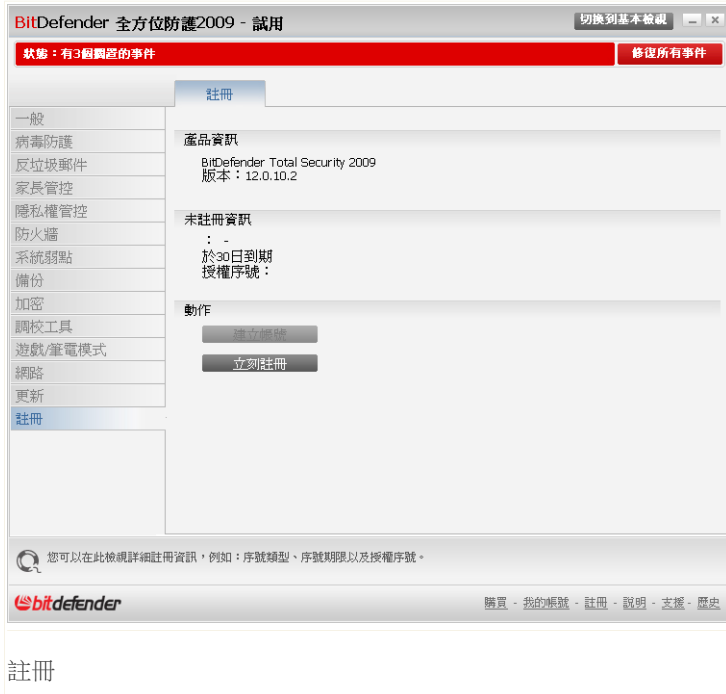 BitDefender 全方位防護2009 - 試用
切換到基本檢視
狀態：有3個擱置的事件
修復所有事件
註冊
一般
病毒防護
反垃圾郵件
家長管控
隱私權管控
防火牆
系統弱點
備份
加密
調校工具
遊戲/筆電模式
網路
更新
註冊
產品資訊
BitDefender Total Security 2009
版本：12.0.10.2
未註冊資訊
： -
於30日到期
授權序號：
動作
建立帳號
立刻註冊
您可以在此檢視詳細註冊資訊，例如：序號類型、序號期限以及授權序號。
bitdefender
購買 - 我的帳號 - 註冊 - 說明 - 支援 - 歷史
註冊